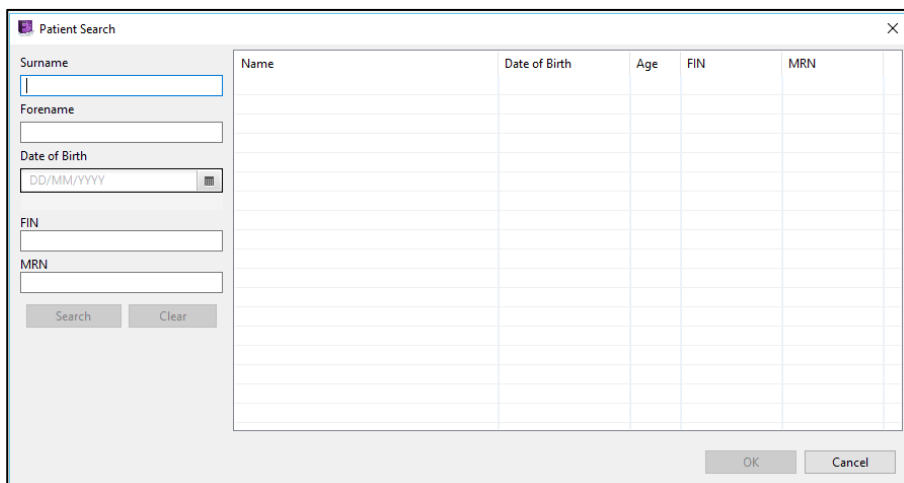 Patient Search
Surname
Name Date of Birth Age FIN MRN
Forename
Date of Birth
DD/MM/YYYY
FIN
MRN
Search Clear
OK Cancel